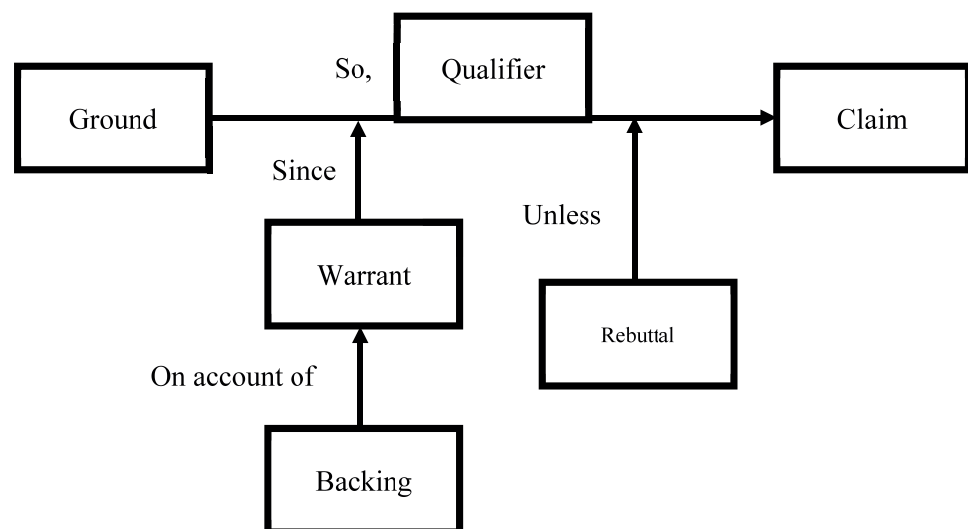 So,
Qualifier
Ground
Claim
Since
Unless
Warrant
Rebuttal
On account of
Backing